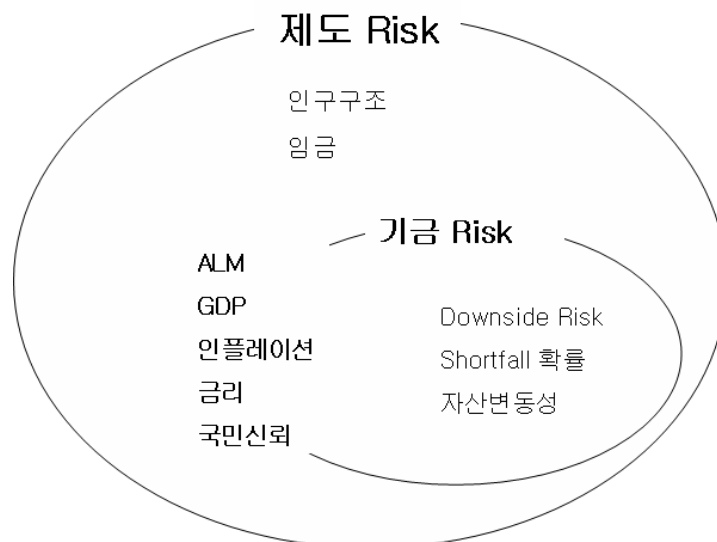 제도 Risk
인구구조
임금
기금 Risk
ALM
GDP
인플레이션
금리
국민신뢰
Downside Risk
Shortfall 확률
자산변동성